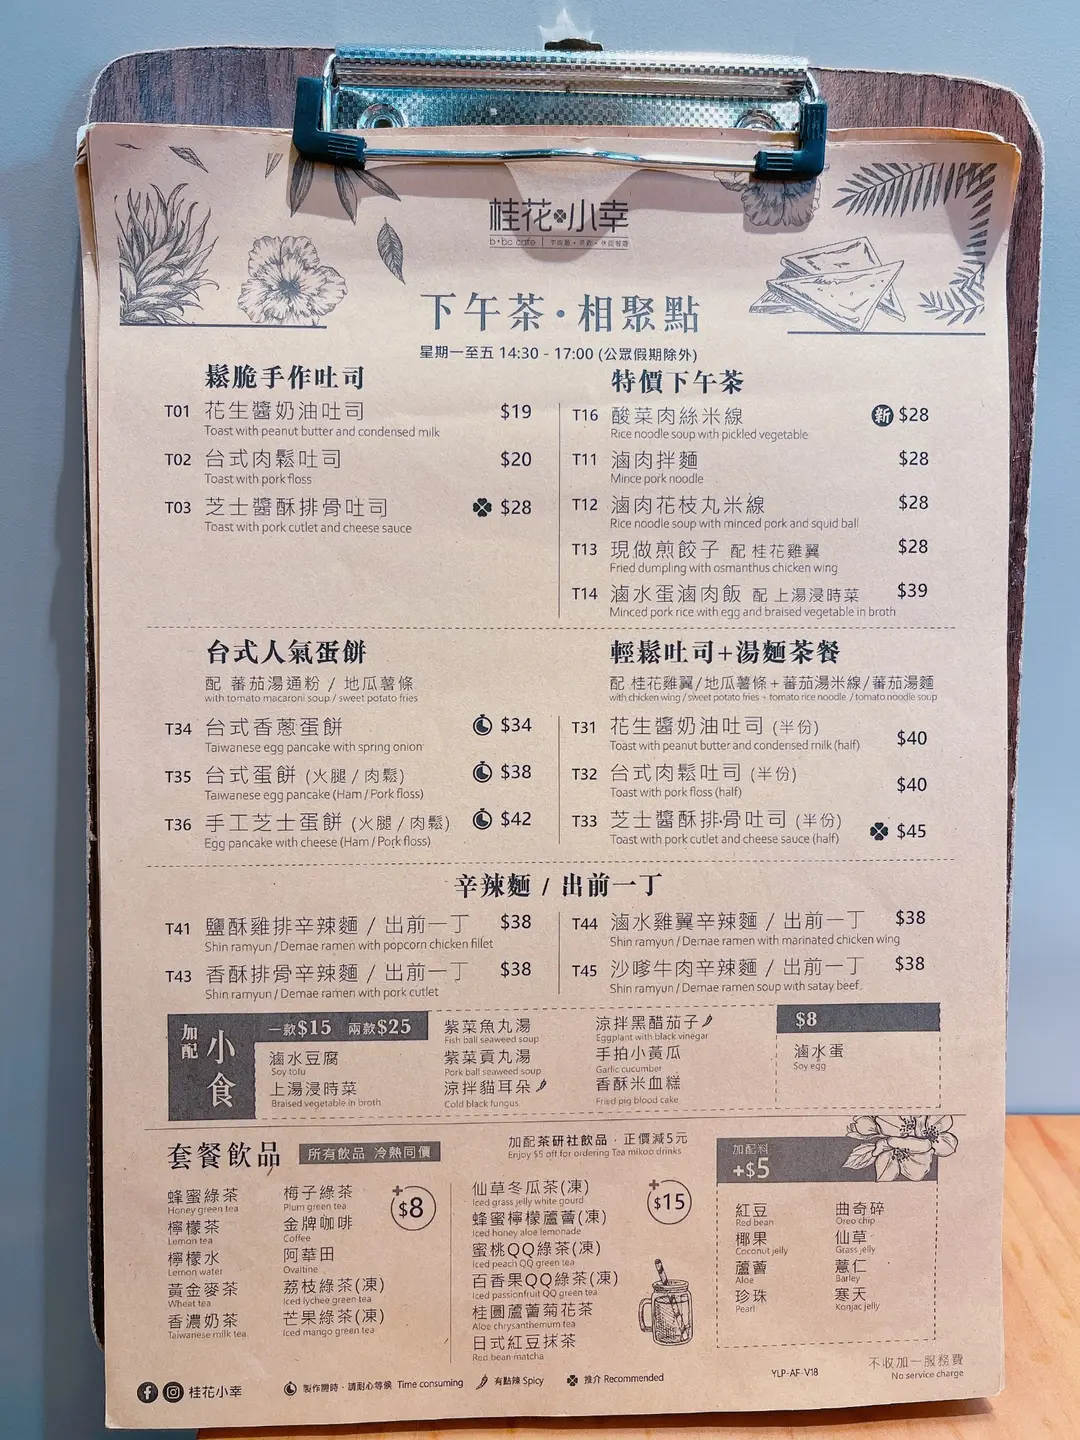 桂花小幸
b+bc cafe
下午茶·相聚點
星期一至五 14:30 - 17:00 (公眾假期除外)
鬆脆手作吐司
T01 花生醬奶油吐司 $19
Toast with peanut butter and condensed milk
T02 台式肉鬆吐司 $20
Toast with pork floss
T03 芝士醬酥排骨吐司 $28
Toast with pork cutlet and cheese sauce
特價下午茶
T16 酸菜肉絲米線 新 $28
Rice noodle soup with pickled vegetable
T11 滷肉拌麵 $28
Mince pork noodle
T12 滷肉花枝丸米線 $28
Rice noodle soup with minced pork and squid ball
T13 現做煎餃子 配 桂花雞翼 $28
Fried dumpling with osmanthus chicken wing
T14 滷水蛋滷肉飯 配 上湯浸時菜 $39
Minced pork rice with egg and braised vegetable in broth
台式人氣蛋餅
配 蕃茄湯通粉 / 地瓜薯條
with tomato macaroni soup / sweet potato fries
T34 台式香蔥蛋餅 $34
Taiwanese egg pancake with spring onion
T35 台式蛋餅 (火腿 / 肉鬆) $38
Taiwanese egg pancake (Ham / Pork floss)
T36 手工芝士蛋餅 (火腿 / 肉鬆) $42
Egg pancake with cheese (Ham / Pork floss)
輕鬆吐司+湯麵茶餐
配 桂花雞翼/地瓜薯條+蕃茄湯米線/蕃茄湯麵
with chicken wing / sweet potato fries + tomato rice noodle / tomato noodle soup
T31 花生醬奶油吐司 (半份) $40
Toast with peanut butter and condensed milk (half)
T32 台式肉鬆吐司 (半份) $40
Toast with pork floss (half)
T33 芝士醬酥排骨吐司 (半份) $45
Toast with pork cutlet and cheese sauce (half)
辛辣麵 / 出前一丁
T41 鹽酥雞排辛辣麵 / 出前一丁 $38
Shin ramyun / Demae ramen with popcorn chicken fillet
T43 香酥排骨辛辣麵 / 出前一丁 $38
Shin ramyun / Demae ramen with pork cutlet
T44 滷水雞翼辛辣麵 / 出前一丁 $38
Shin ramyun / Demae ramen with marinated chicken wing
T45 沙嗲牛肉辛辣麵 / 出前一丁 $38
Shin ramyun / Demae ramen soup with satay beef
加配 小食
一款$15 兩款$25
滷水豆腐
Soy tofu
上湯浸時菜
Braised vegetable in broth
紫菜魚丸湯
Fish ball seaweed soup
紫菜貢丸湯
Pork ball seaweed soup
涼拌貓耳朵
Cold black fungus
涼拌黑醋茄子
Eggplant with black vinegar
手拍小黃瓜
Garlic cucumber
香酥米血糕
Fried pig blood cake
$8
滷水蛋
Soy egg
套餐飲品 所有飲品 冷熱同價
+$8
蜂蜜綠茶
Honey green tea
檸檬茶
Lemon tea
檸檬水
Lemon water
黃金麥茶
Wheat tea
香濃奶茶
Taiwanese milk tea
梅子綠茶
Plum green tea
金牌咖啡
Coffee
阿華田
Ovaltine
荔枝綠茶(凍)
Iced lychee green tea
芒果綠茶(凍)
Iced mango green tea
加配茶研社飲品 · 正價減5元
Enjoy $5 off for ordering Tea mikoo drinks
+$15
仙草冬瓜茶(凍)
Iced grass jelly white gourd
蜂蜜檸檬蘆薈(凍)
Iced honey aloe lemonade
蜜桃QQ綠茶(凍)
Iced peach QQ green tea
百香果QQ綠茶(凍)
Iced passionfruit QQ green tea
桂圓蘆薈菊花茶
Aloe chrysanthemum tea
日式紅豆抹茶
Red bean matcha
加配料
+$5
紅豆
Red bean
椰果
Coconut jelly
蘆薈
Aloe
珍珠
Pearl
曲奇碎
Oreo chip
仙草
Grass jelly
薏仁
Barley
寒天
Konjac jelly
桂花小幸
製作需時 · 請耐心等候 Time consuming
有點辣 Spicy
推介 Recommended
YLP-AF-V18
不收加一服務費
No service charge